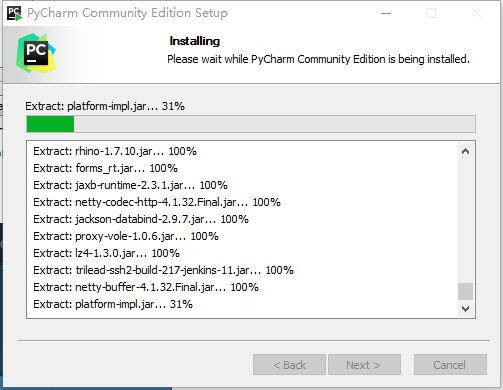 PyCharm Community Edition Setup
PC
Installing
Please wait while PyCharm Community Edition is being installed.
Extract: platform-impl.jar... 31%
Extract: rhino-1.7.10.jar... 100%
Extract: forms_rt.jar... 100%
Extract: jaxb-runtime-2.3.1.jar... 100%
Extract: netty-codec-http-4.1.32.Final.jar... 100%
Extract: jackson-databind-2.9.7.jar... 100%
Extract: proxy-vole-1.0.6.jar... 100%
Extract: lz4-1.3.0.jar... 100%
Extract: trilead-ssh2-build-217-jenkins-11.jar... 100%
Extract: netty-buffer-4.1.32.Final.jar... 100%
Extract: platform-impl.jar... 31%
< Back
Next >
Cancel